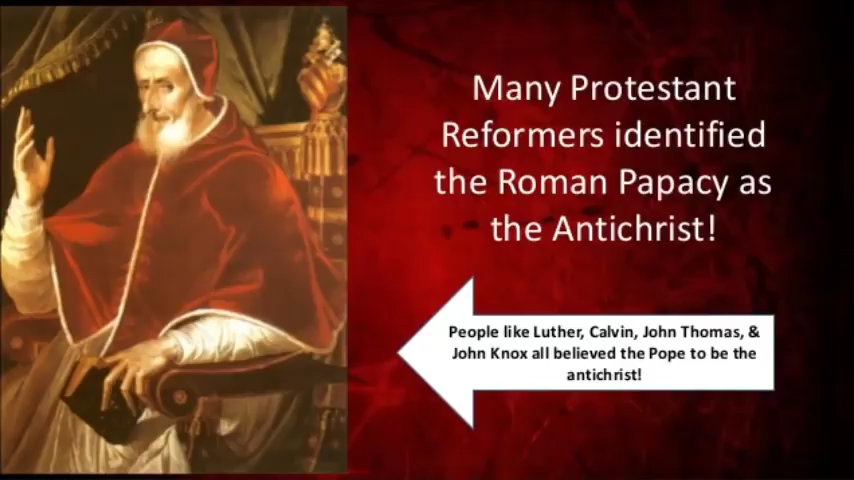 Many Protestant
Reformers identified
the Roman Papacy as
the Antichrist!
People like Luther, Calvin, John Thomas, &
John Knox all believed the Pope to be the
antichrist!